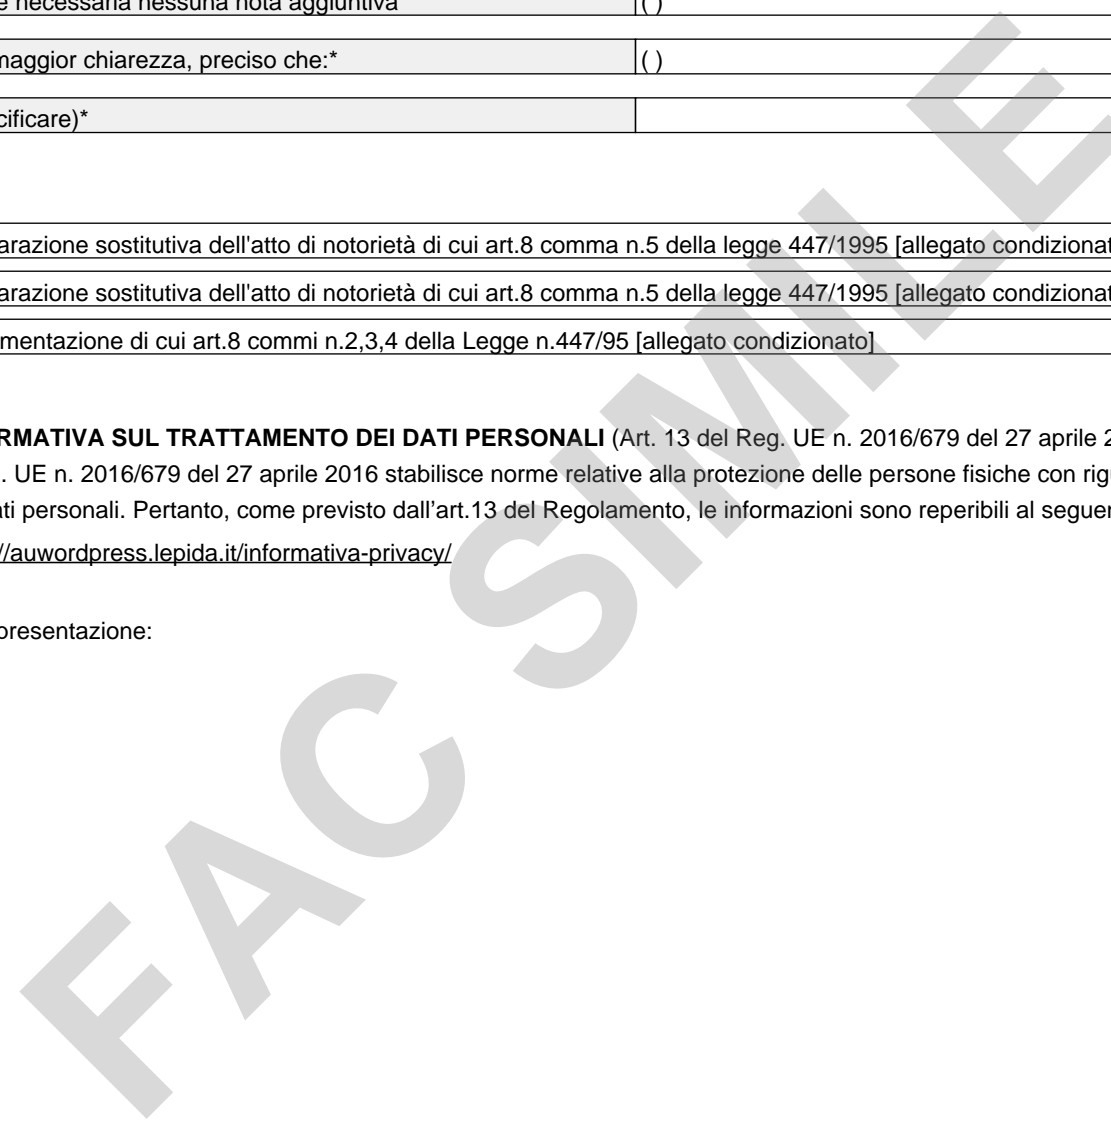 necessaria nessuna nota aggiuntiva ( )
maggior chiarezza, preciso che:* ( )
cificare)*
arazione sostitutiva dell'atto di notorietà di cui art.8 comma n.5 della legge 447/1995 [allegato condizionat
arazione sostitutiva dell'atto di notorietà di cui art.8 comma n.5 della legge 447/1995 [allegato condizionat
mentazione di cui art.8 commi n.2,3,4 della Legge n.447/95 [allegato condizionato]
RMATIVA SUL TRATTAMENTO DEI DATI PERSONALI (Art. 13 del Reg. UE n. 2016/679 del 27 aprile 2
. UE n. 2016/679 del 27 aprile 2016 stabilisce norme relative alla protezione delle persone fisiche con rig
ati personali. Pertanto, come previsto dall'art.13 del Regolamento, le informazioni sono reperibili al seguen
//auwordpress.lepida.it/informativa-privacy/
presentazione:
FAC SIMILE